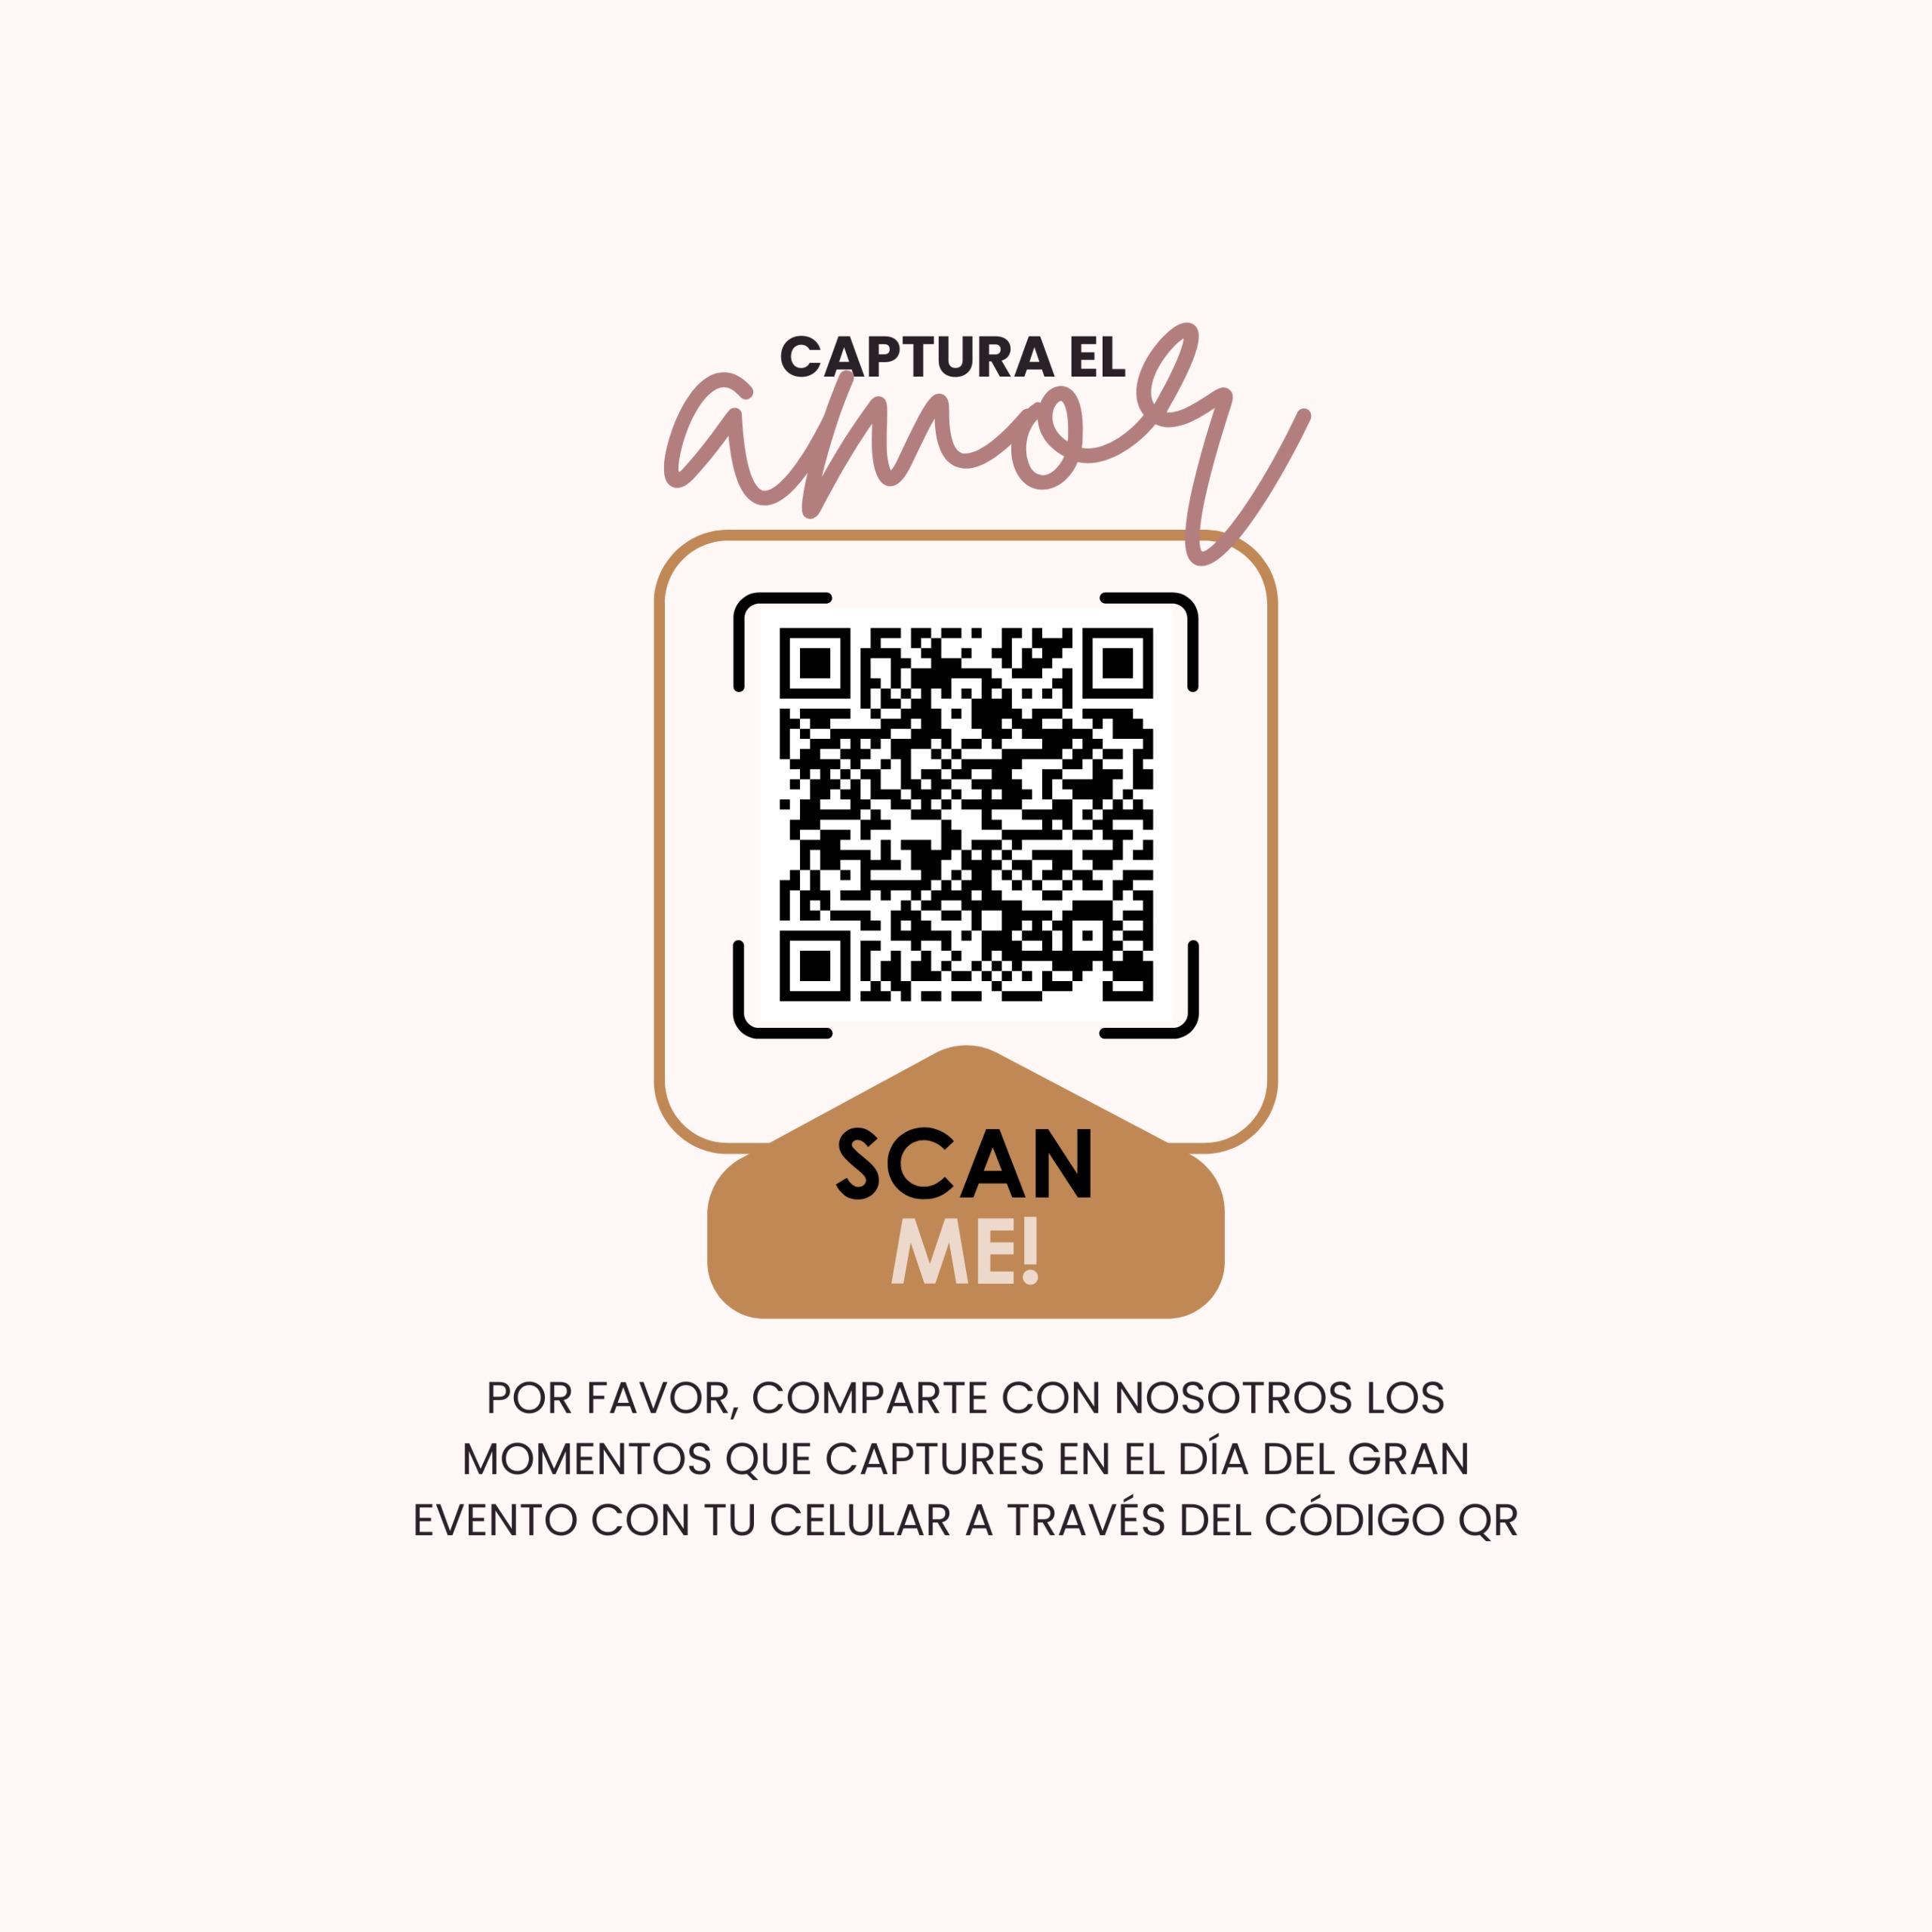 CAPTURA EL
amor
SCAN
ME!
POR FAVOR, COMPARTE CON NOSOTROS LOS
MOMENTOS QUE CAPTURES EN EL DÍA DEL GRAN
EVENTO CON TU CELULAR A TRAVÉS DEL CÓDIGO QR